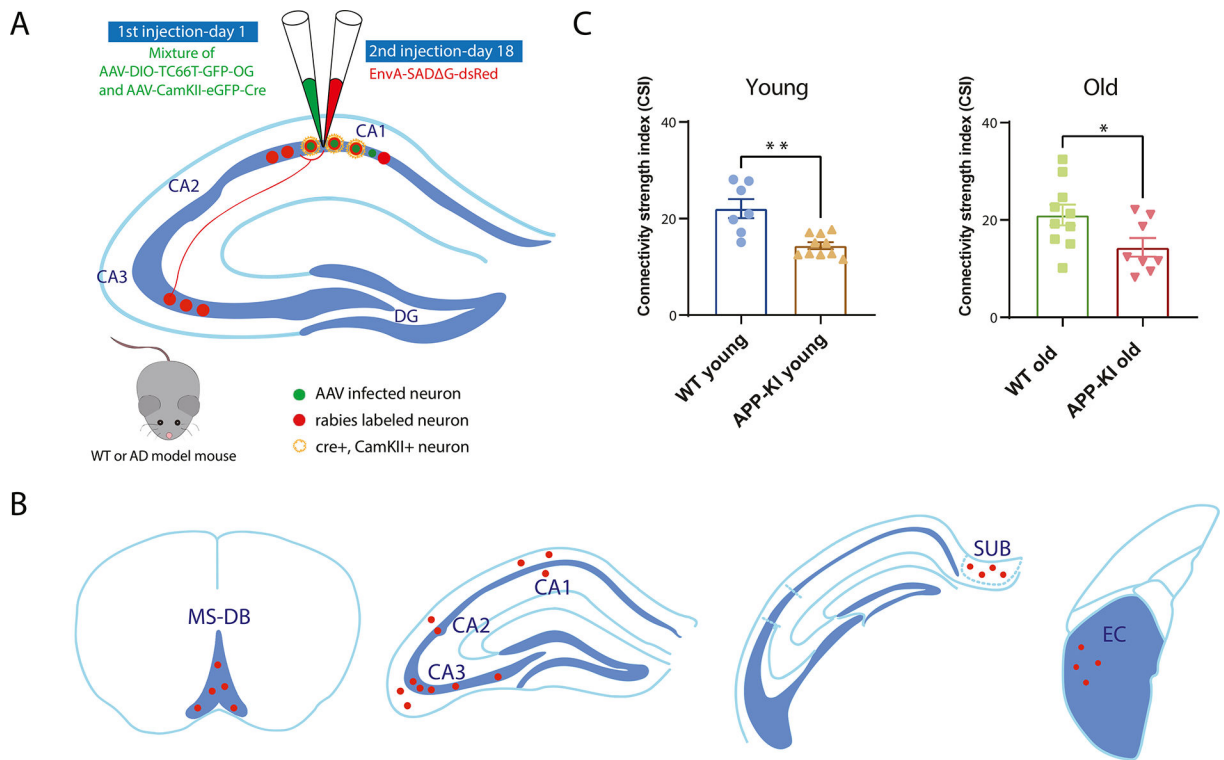 A
1st injection-day 1
Mixture of
AAV-DIO-TC66T-GFP-OG
and AAV-CamKII-eGFP-Cre
2nd injection-day 18
EnvA-SADΔG-dsRed
CA1
CA2
CA3
DG
WT or AD model mouse
AAV infected neuron
rabies labeled neuron
cre+, CamKII+ neuron
C
Young
Connectivity strength index (CSI)
40
20
0
**
WT young
APP-KI young
Old
Connectivity strength index (CSI)
40
20
0
*
WT old
APP-KI old
B
MS-DB
CA1
CA2
CA3
SUB
EC